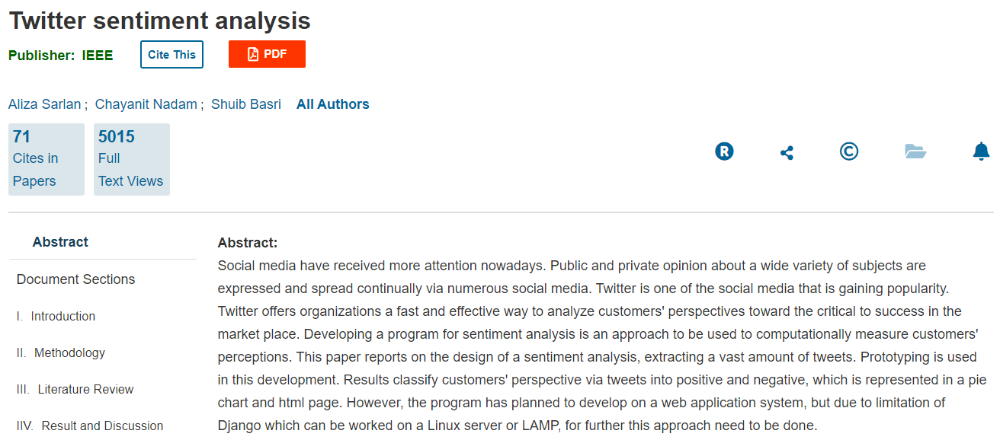 Twitter sentiment analysis
Publisher: IEEE
Cite This
PDF
Aliza Sarlan ; Chayanit Nadam ; Shuib Basri All Authors
71
Cites in
Papers
5015
Full
Text Views
R
C
Abstract
Document Sections
I. Introduction
II. Methodology
III. Literature Review
IIV. Result and Discussion
Abstract:
Social media have received more attention nowadays. Public and private opinion about a wide variety of subjects are
expressed and spread continually via numerous social media. Twitter is one of the social media that is gaining popularity.
Twitter offers organizations a fast and effective way to analyze customers' perspectives toward the critical to success in the
market place. Developing a program for sentiment analysis is an approach to be used to computationally measure customers'
perceptions. This paper reports on the design of a sentiment analysis, extracting a vast amount of tweets. Prototyping is used
in this development. Results classify customers' perspective via tweets into positive and negative, which is represented in a pie
chart and html page. However, the program has planned to develop on a web application system, but due to limitation of
Django which can be worked on a Linux server or LAMP, for further this approach need to be done.